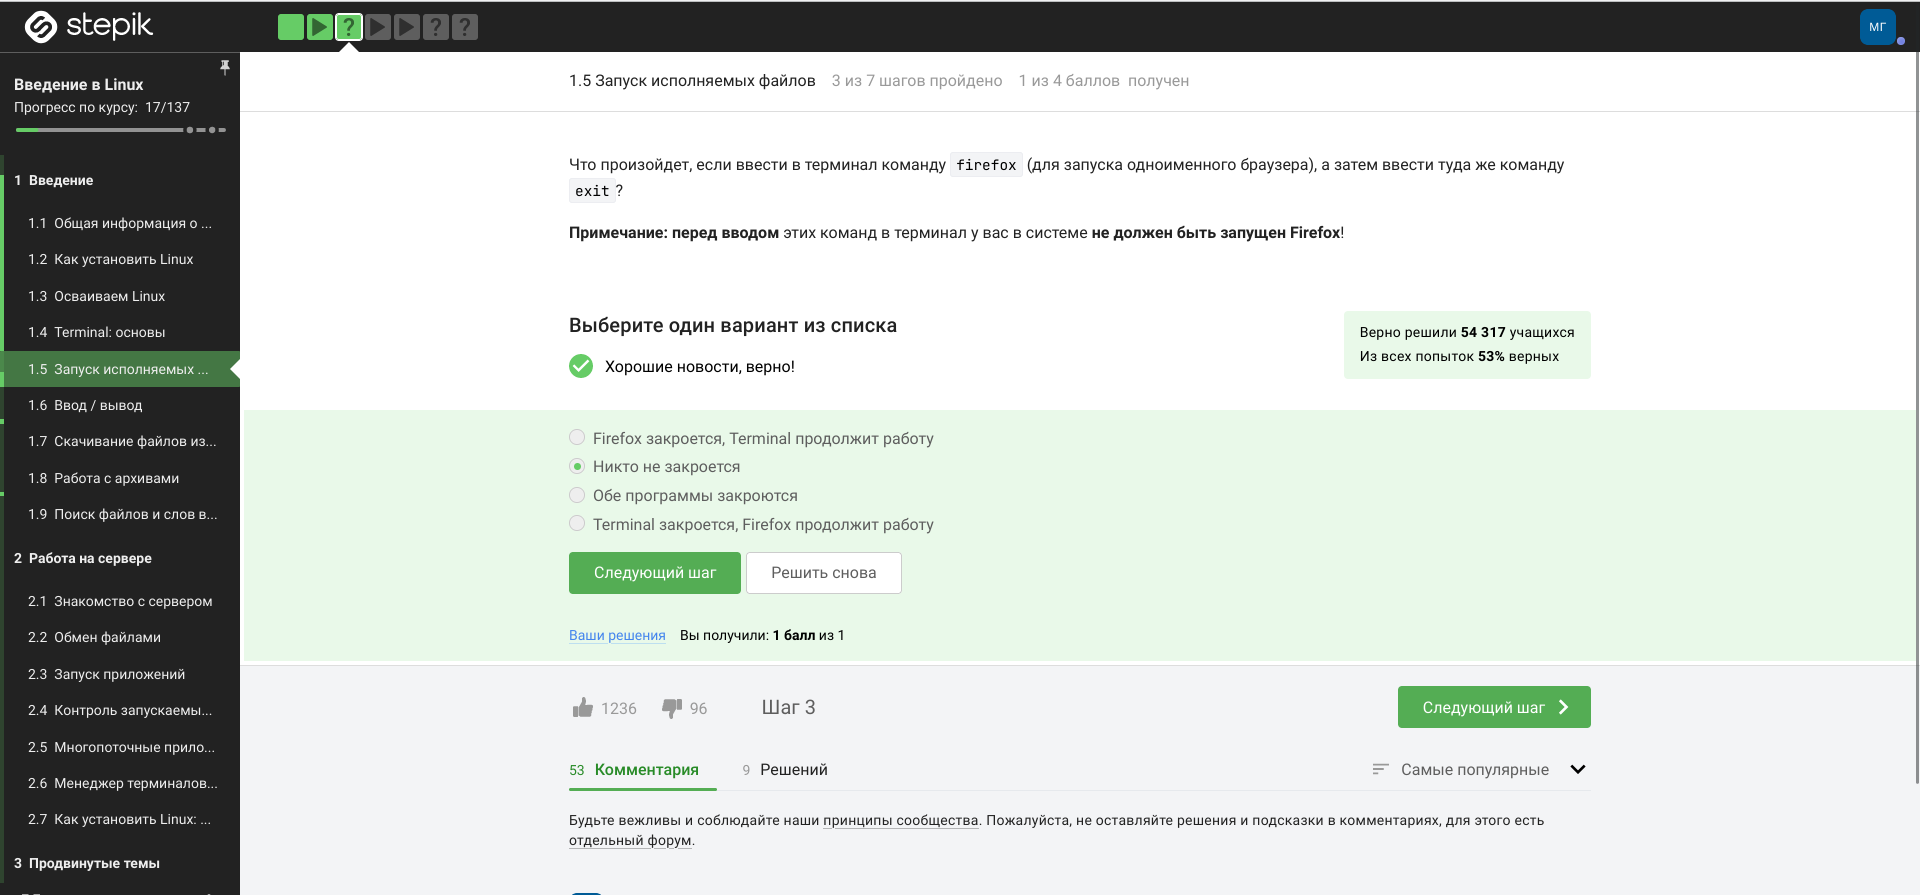 stepik
МГ
Введение в Linux
Прогресс по курсу: 17/137
1 Введение
1.1 Общая информация о ...
1.2 Как установить Linux
1.3 Осваиваем Linux
1.4 Terminal: основы
1.5 Запуск исполняемых ...
1.6 Ввод / вывод
1.7 Скачивание файлов из...
1.8 Работа с архивами
1.9 Поиск файлов и слов в...
2 Работа на сервере
2.1 Знакомство с сервером
2.2 Обмен файлами
2.3 Запуск приложений
2.4 Контроль запускаемы...
2.5 Многопоточные прило...
2.6 Менеджер терминалов...
2.7 Как установить Linux: ...
3 Продвинутые темы
1.5 Запуск исполняемых файлов 3 из 7 шагов пройдено 1 из 4 баллов получен
Что произойдет, если ввести в терминал команду firefox (для запуска одноименного браузера), а затем ввести туда же команду
exit ?
Примечание: перед вводом этих команд в терминал у вас в системе не должен быть запущен Firefox!
Выберите один вариант из списка
Хорошие новости, верно!
Верно решили 54 317 учащихся
Из всех попыток 53% верных
Firefox закроется, Terminal продолжит работу
Никто не закроется
Обе программы закроются
Terminal закроется, Firefox продолжит работу
Следующий шаг Решить снова
Ваши решения Вы получили: 1 балл из 1
1236 96 Шаг 3 Следующий шаг
53 Комментария 9 Решений Самые популярные
Будьте вежливы и соблюдайте наши принципы сообщества. Пожалуйста, не оставляйте решения и подсказки в комментариях, для этого есть
отдельный форум.